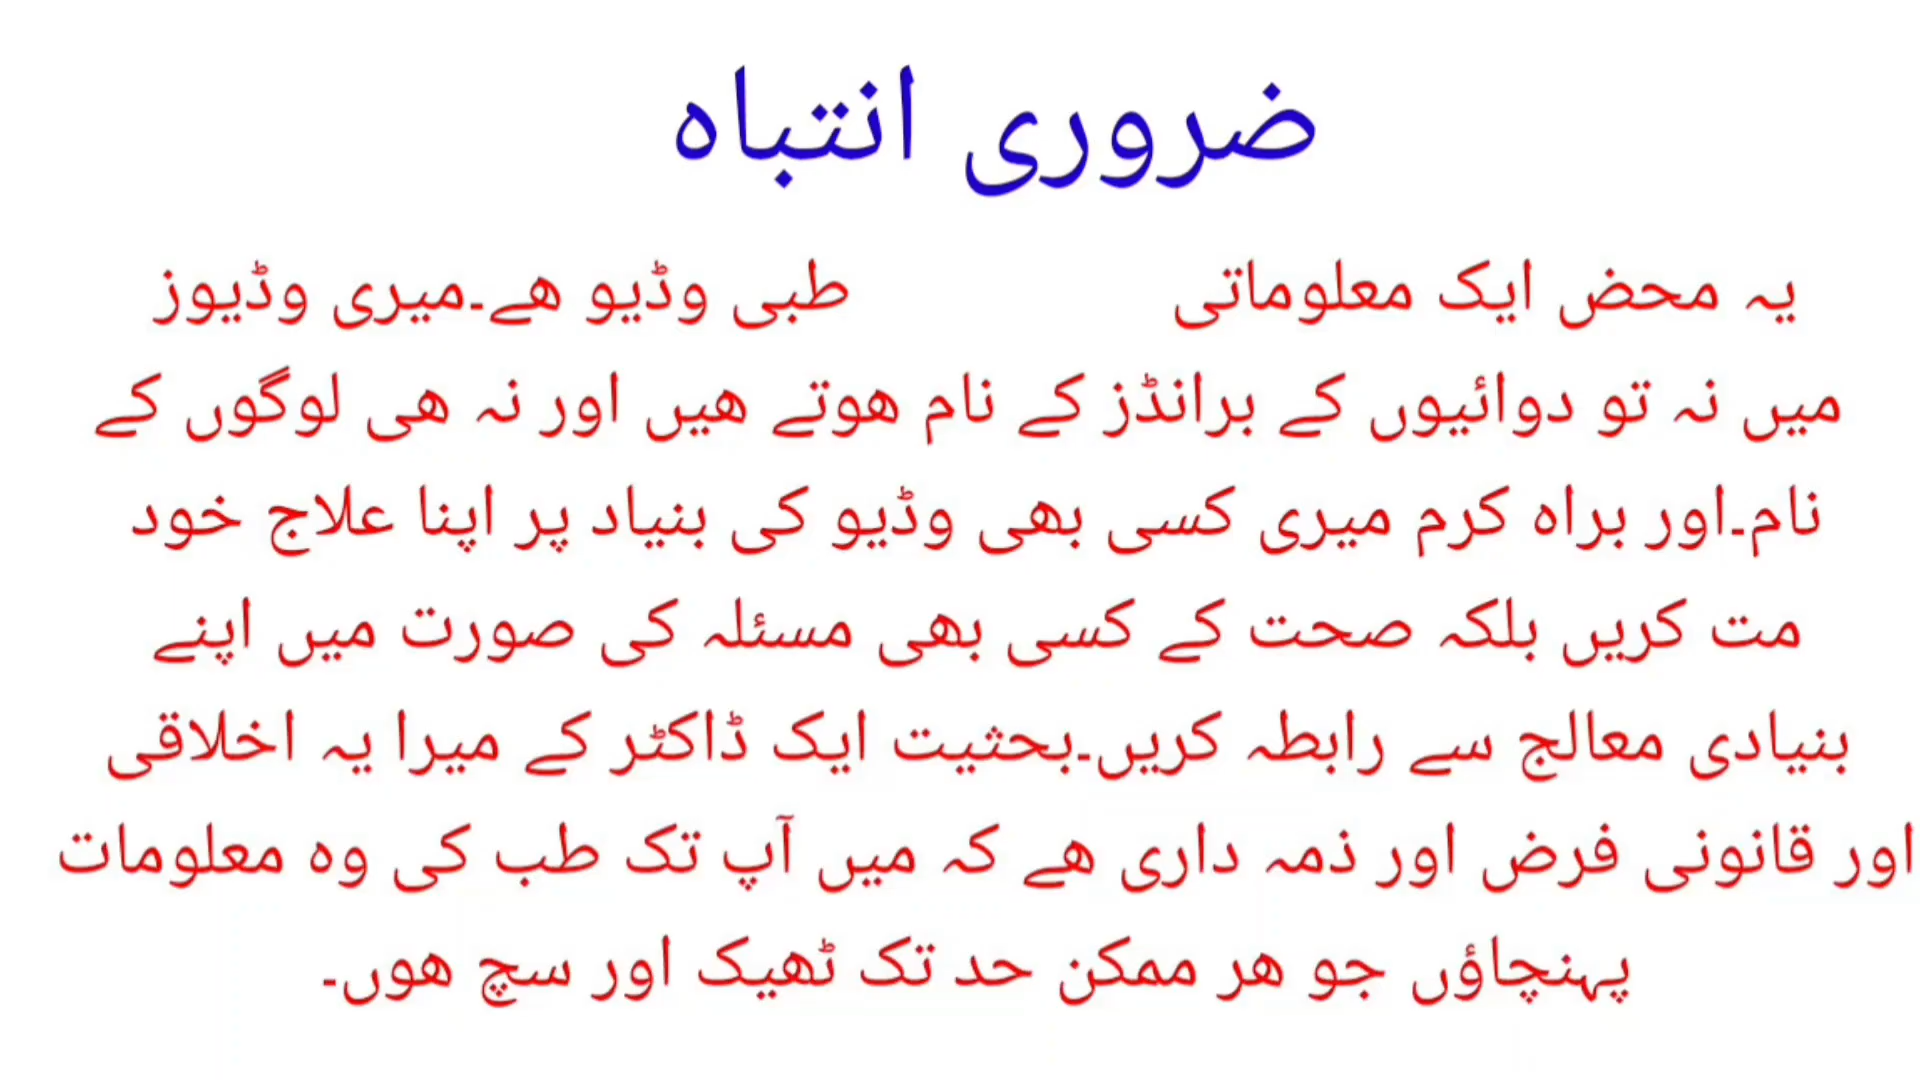 ضروری انتباہ
یہ محض ایک معلوماتی طبی وڈیو ھے۔میری وڈیوز
میں نہ تو دوائیوں کے برانڈز کے نام ھوتے ھیں اور نہ ھی لوگوں کے
نام۔اور براہ کرم میری کسی بھی وڈیو کی بنیاد پر اپنا علاج خود
مت کریں بلکہ صحت کے کسی بھی مسئلہ کی صورت میں اپنے
بنیادی معالج سے رابطہ کریں۔بحثیت ایک ڈاکٹر کے میرا یہ اخلاقی
اور قانونی فرض اور ذمہ داری ھے کہ میں آپ تک طب کی وہ معلومات
پہنچاؤں جو ھر ممکن حد تک ٹھیک اور سچ ھوں۔